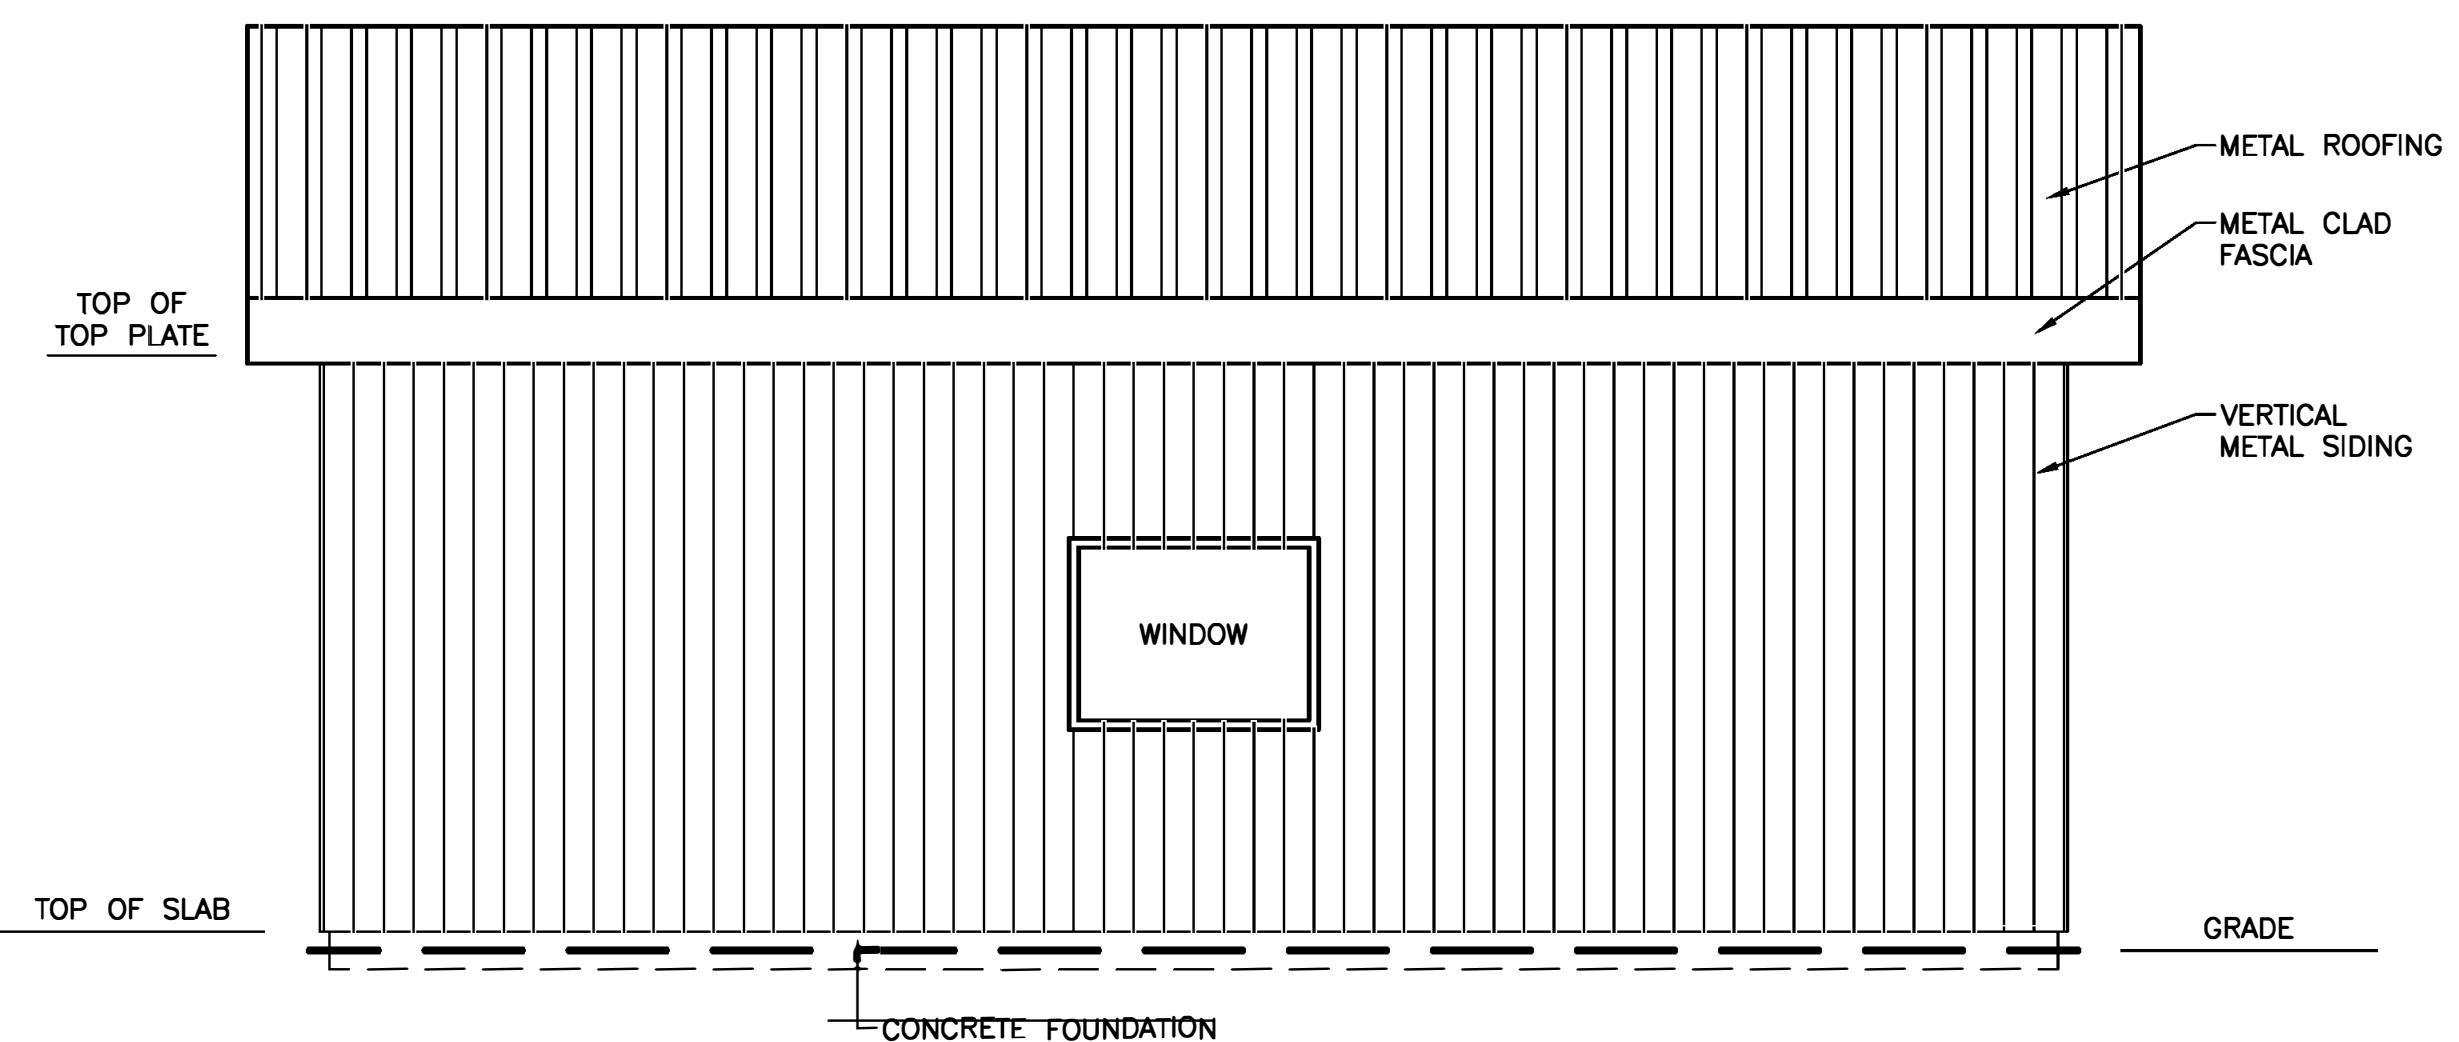 METAL ROOFING
METAL CLAD
FASCIA
TOP OF
TOP PLATE
VERTICAL
METAL SIDING
WINDOW
TOP OF SLAB
GRADE
CONCRETE FOUNDATION